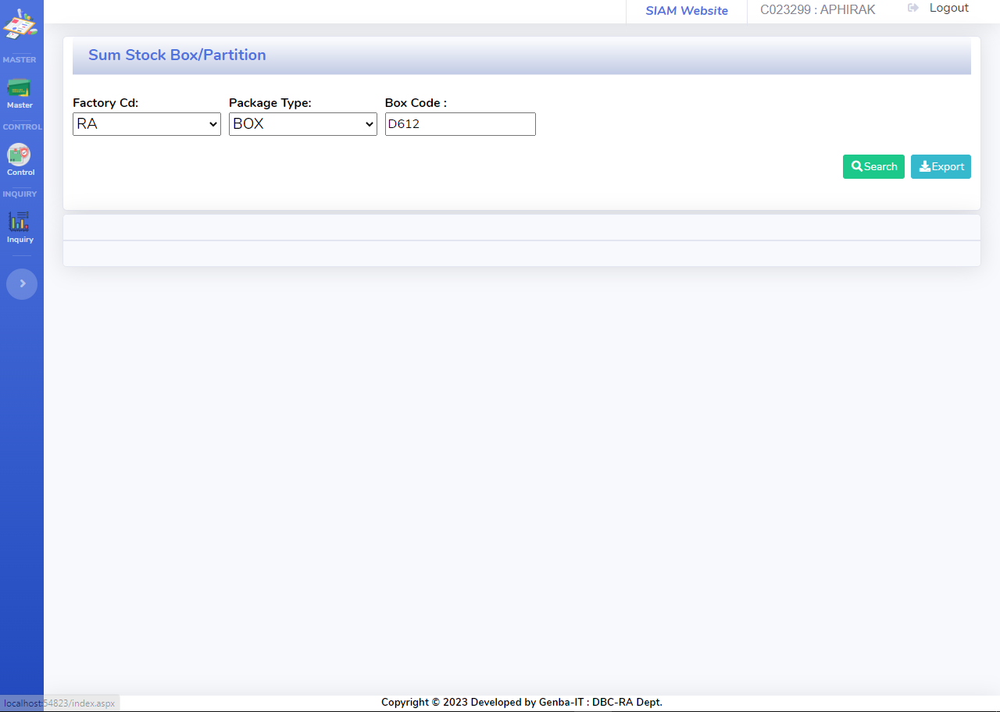 SIAM Website
C023299 : APHIRAK
Logout
MASTER
Master
CONTROL
Control
INQUIRY
Inquiry
Sum Stock Box/Partition
Factory Cd:
Package Type:
Box Code :
RA
BOX
D612
Search
Export
localhost:54823/index.aspx
Copyright © 2023 Developed by Genba-IT : DBC-RA Dept.